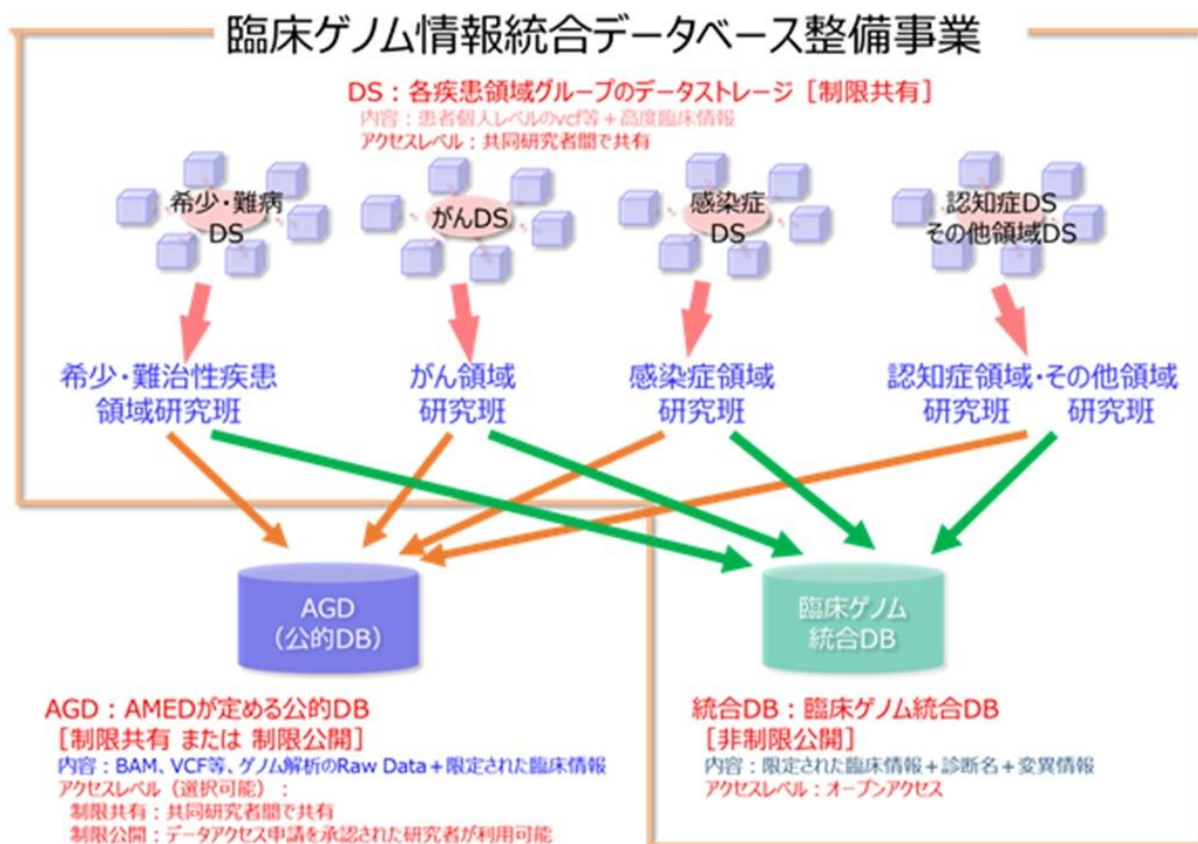 臨床ゲノム情報統合データベース整備事業
DS：各疾患領域グループのデータストレージ［制限共有］
内容：患者個人レベルのvcf等＋高度臨床情報
アクセスレベル：共同研究者間で共有
希少・難病
DS
がんDS
感染症
DS
認知症DS
その他領域DS
希少・難治性疾患
領域研究班
がん領域
研究班
感染症領域
研究班
認知症領域・その他領域
研究班 研究班
AGD
（公的DB）
臨床ゲノム
統合DB
AGD：AMEDが定める公的DB
［制限共有 または 制限公開］
内容：BAM、VCF等、ゲノム解析のRaw Data＋限定された臨床情報
アクセスレベル（選択可能）：
制限共有：共同研究者間で共有
制限公開：データアクセス申請を承認された研究者が利用可能
統合DB：臨床ゲノム統合DB
［非制限公開］
内容：限定された臨床情報＋診断名＋変異情報
アクセスレベル：オープンアクセス